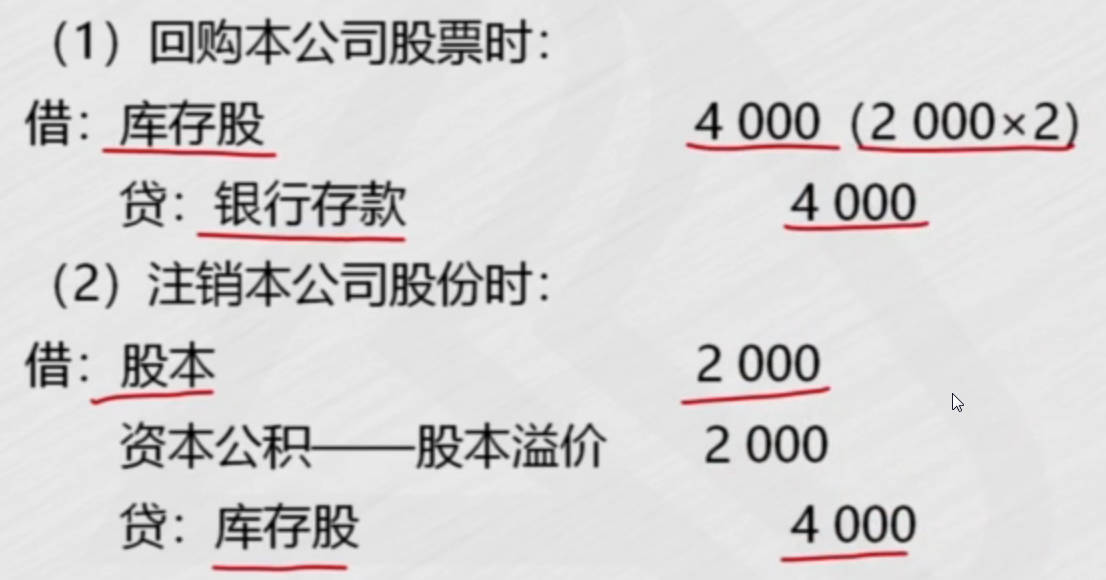 （1）回购本公司股票时：
借：库存股 4 000（2 000×2）
贷：银行存款 4 000
（2）注销本公司股份时：
借：股本 2 000
资本公积——股本溢价 2 000
贷：库存股 4 000